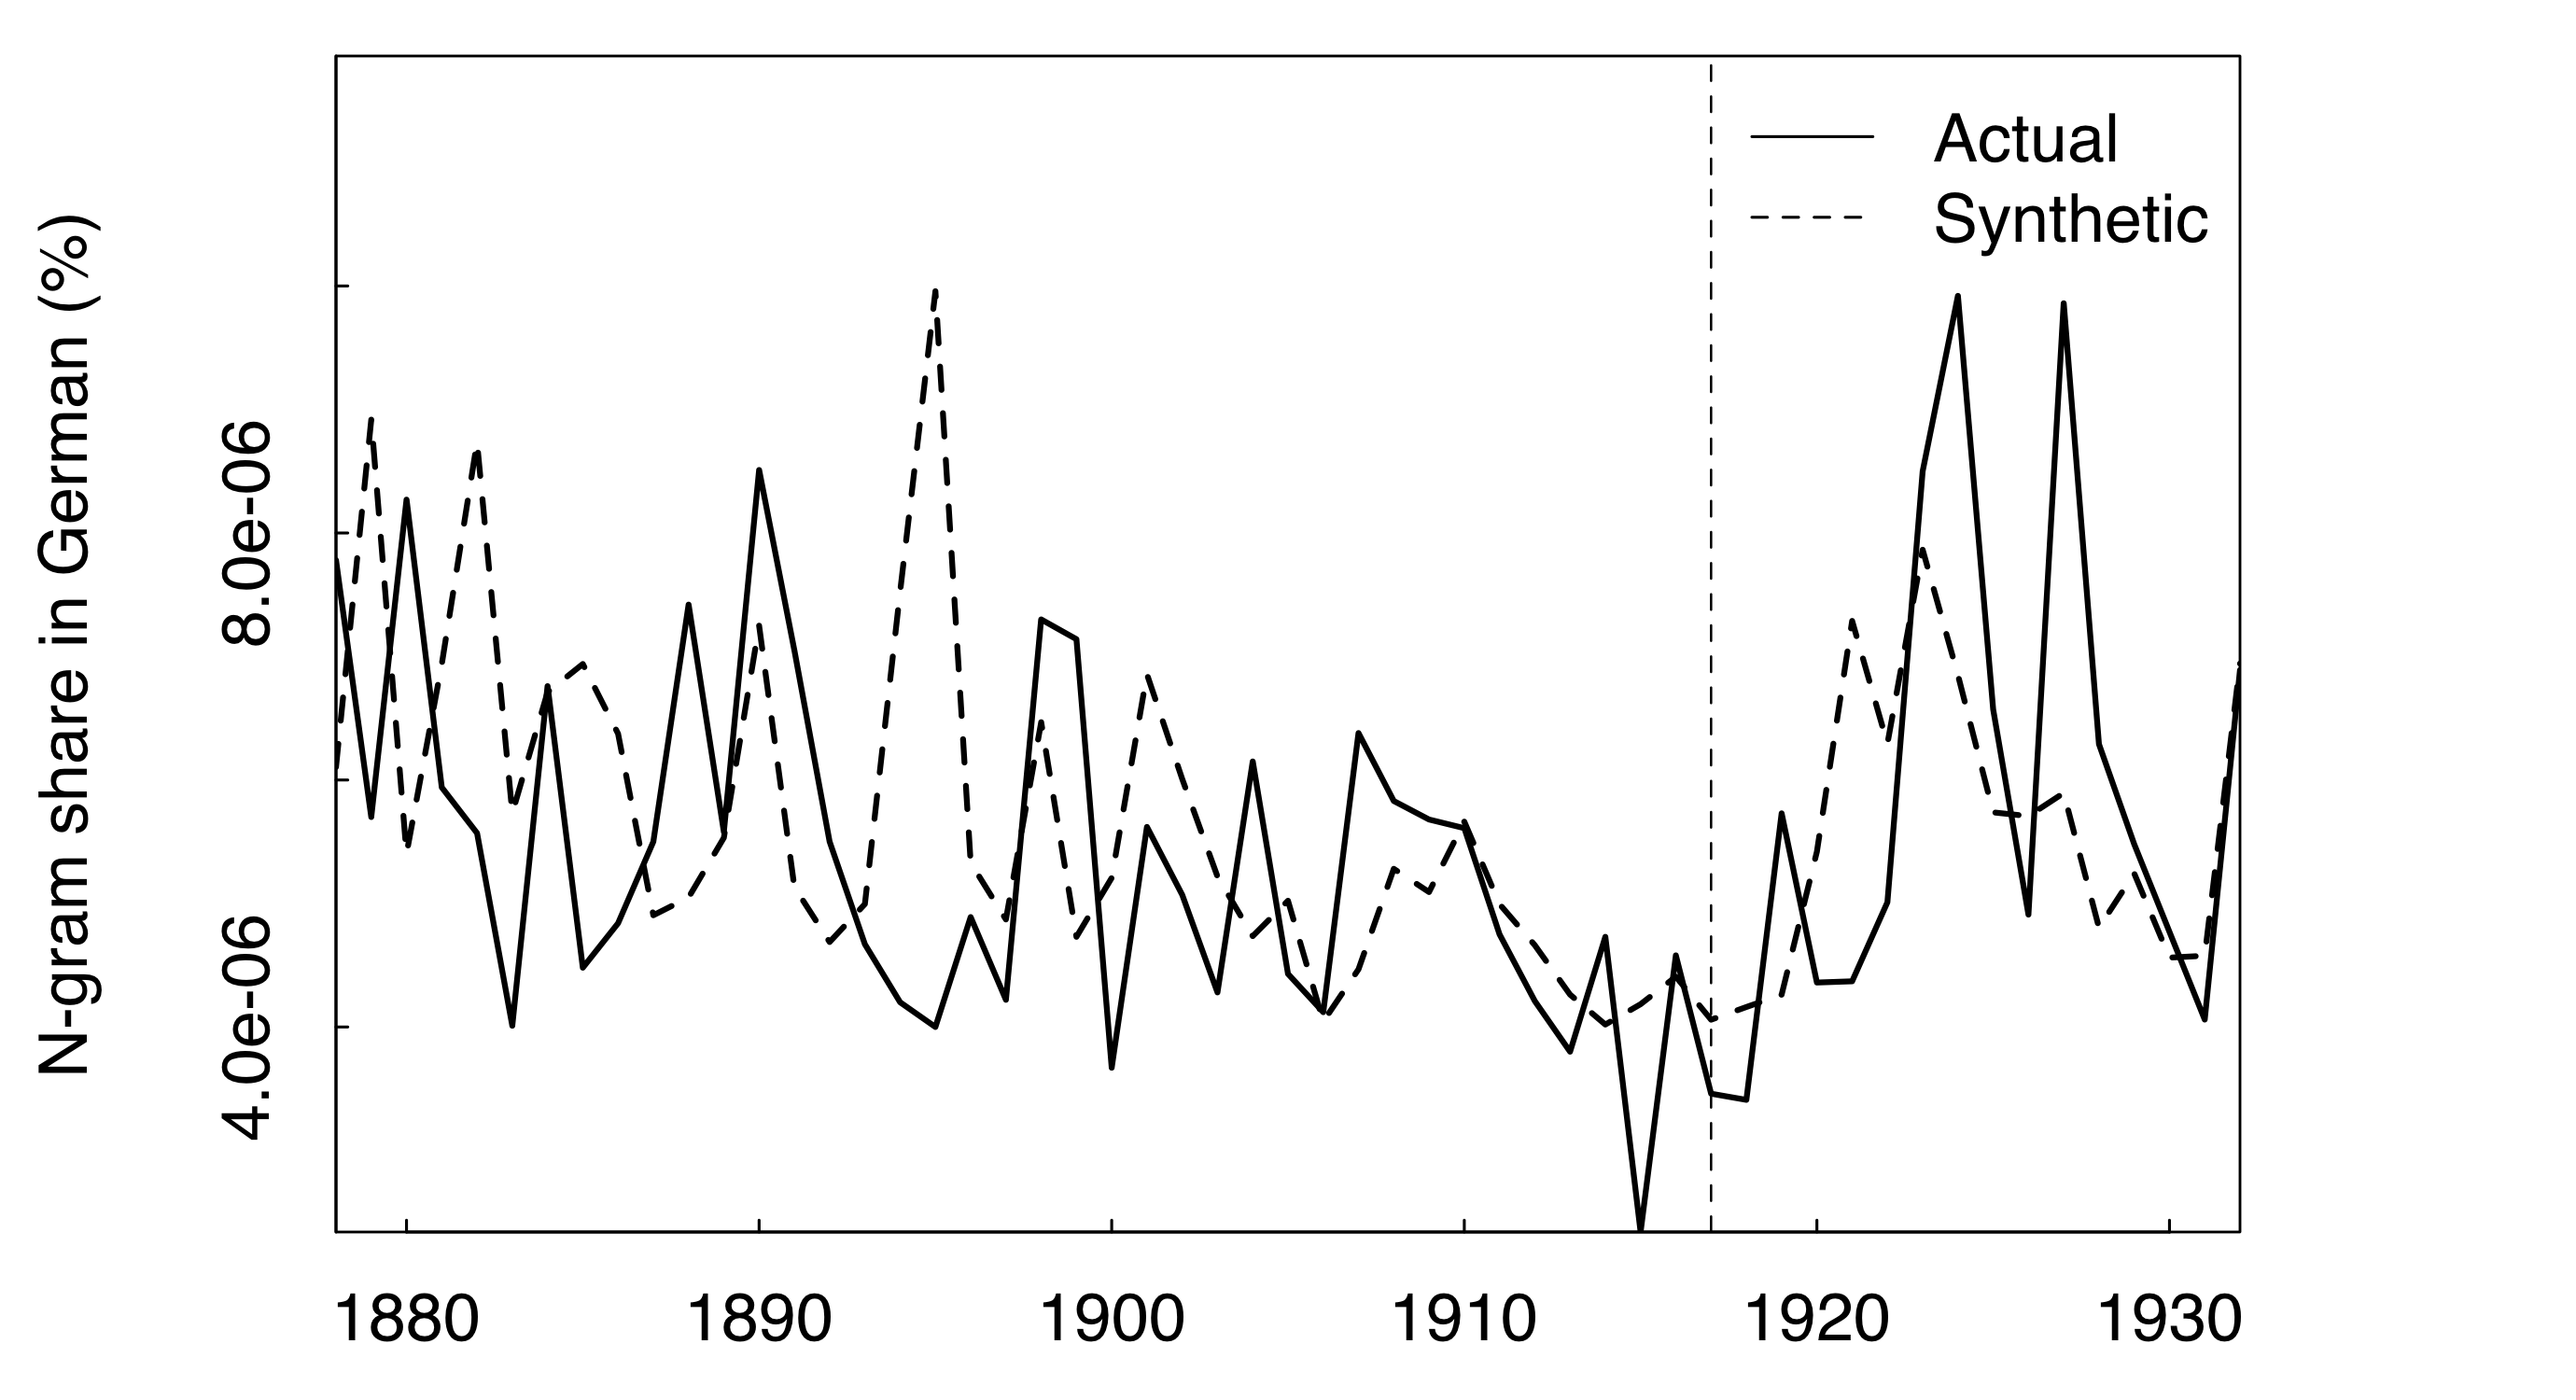 N-gram share in German (%)
8.0e-06
4.0e-06
Actual
Synthetic
1880 1890 1900 1910 1920 1930